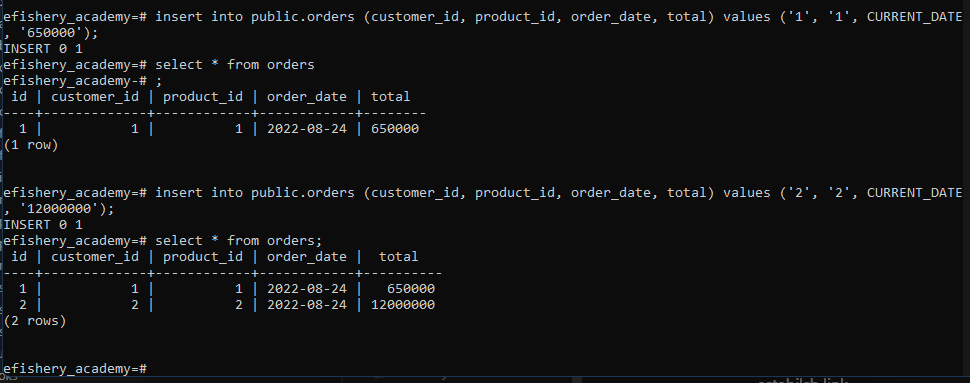 efishery_academy=# insert into public.orders (customer_id, product_id, order_date, total) values ('1', '1', CURRENT_DATE
, '650000');
INSERT 0 1
efishery_academy=# select * from orders
efishery_academy-# ;
 id | customer_id | product_id | order_date | total
----+-------------+------------+------------+--------
  1 |           1 |          1 | 2022-08-24 | 650000
(1 row)
efishery_academy=# insert into public.orders (customer_id, product_id, order_date, total) values ('2', '2', CURRENT_DATE
, '12000000');
INSERT 0 1
efishery_academy=# select * from orders;
 id | customer_id | product_id | order_date |  total
----+-------------+------------+------------+----------
  1 |           1 |          1 | 2022-08-24 |   650000
  2 |           2 |          2 | 2022-08-24 | 12000000
(2 rows)
efishery_academy=#